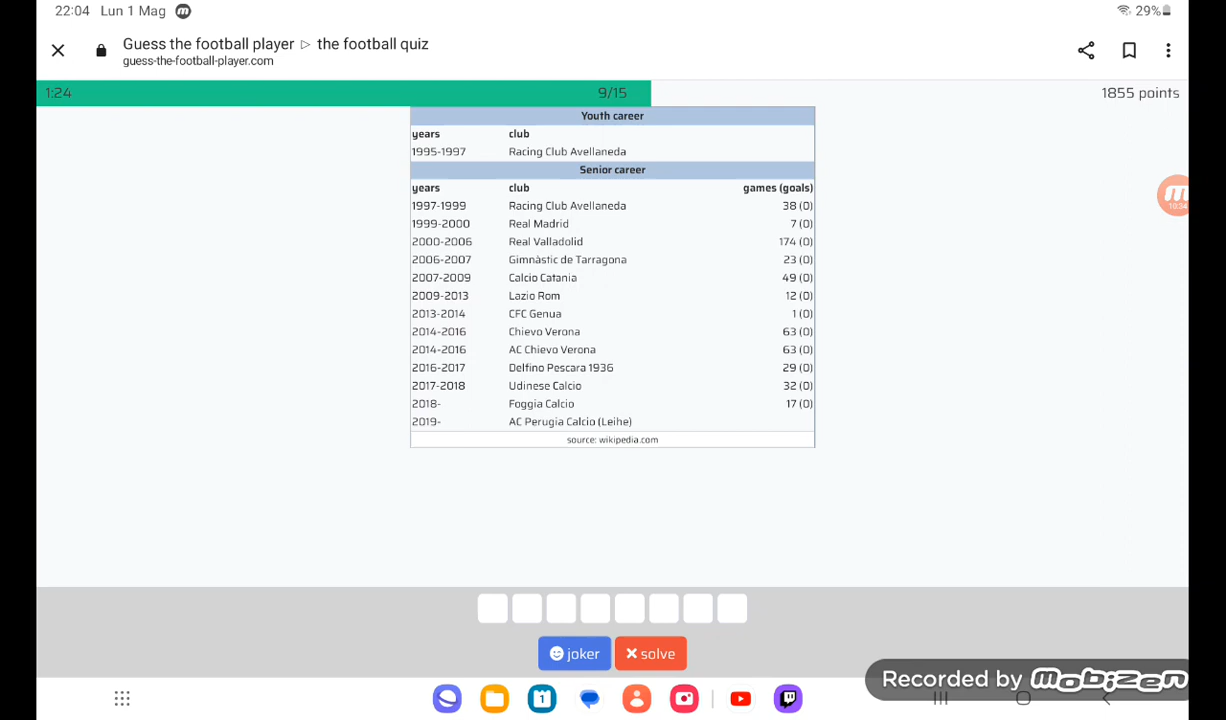 22:04 Lun 1 Mag m 29%
Guess the football player ▷ the football quiz
guess-the-football-player.com
1:24 9/15 1855 points
Youth career
years club
1995-1997 Racing Club Avellaneda
Senior career
years club games (goals)
1997-1999 Racing Club Avellaneda 38 (0)
1999-2000 Real Madrid 7 (0)
2000-2006 Real Valladolid 174 (0)
2006-2007 Gimnàstic de Tarragona 23 (0)
2007-2009 Calcio Catania 49 (0)
2009-2013 Lazio Rom 12 (0)
2013-2014 CFC Genua 1 (0)
2014-2016 Chievo Verona 63 (0)
2014-2016 AC Chievo Verona 63 (0)
2016-2017 Delfino Pescara 1936 29 (0)
2017-2018 Udinese Calcio 32 (0)
2018- Foggia Calcio 17 (0)
2019- AC Perugia Calcio (Leihe)
source: wikipedia.com
m
10:54
joker solve
Recorded by mobizen
1